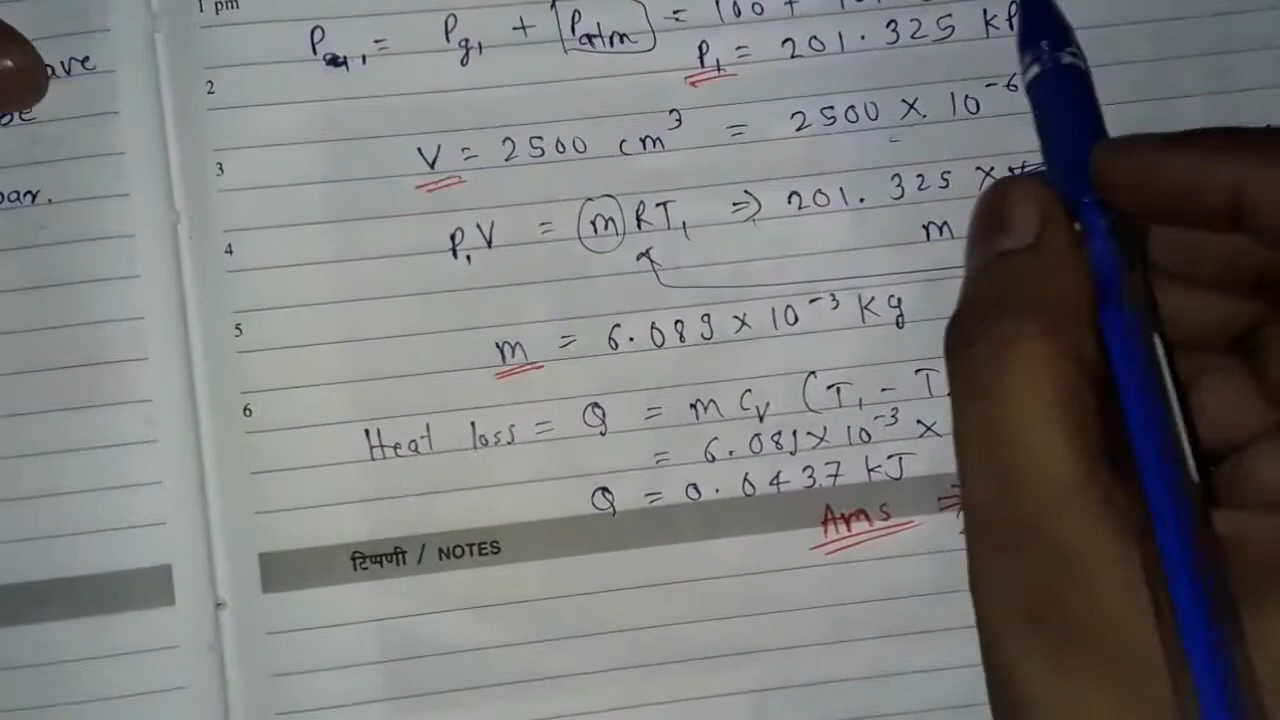 1 pm
Pa1 = Pg1 + [Patm] = 100 +
P1 = 201.325 kP
ave
be
2
V = 2500 cm³ = 2500 × 10⁻⁶
3
bar.
P1V = (m) RT1 ⇒ 201.325 ×
m
4
m = 6.089 × 10⁻³ Kg
5
Heat loss = Q = m Cv (T1 - T
6
= 6.089 × 10⁻³ ×
Q = 0.6437 kJ
Ams ⇒
टिप्पणी / NOTES